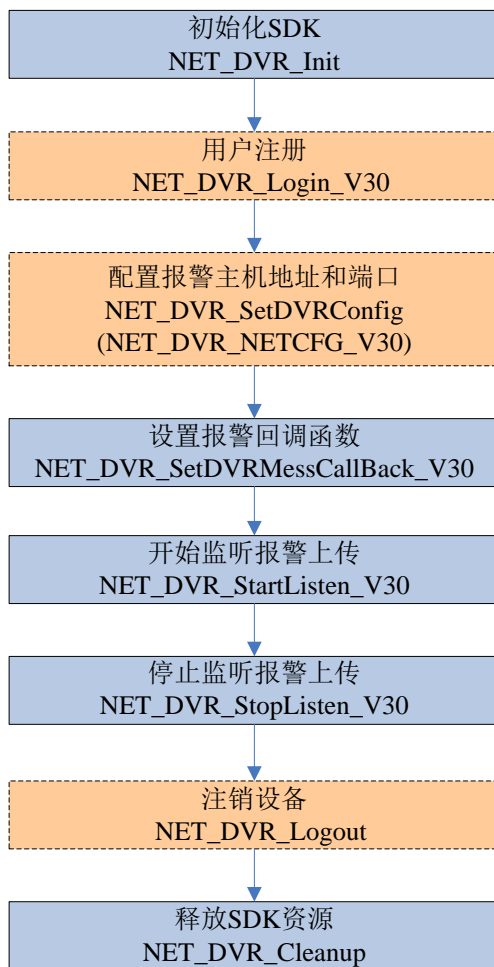 初始化SDK
NET_DVR_Init
用户注册
NET_DVR_Login_V30
配置报警主机地址和端口
NET_DVR_SetDVRConfig
(NET_DVR_NETCFG_V30)
设置报警回调函数
NET_DVR_SetDVRMessCallBack_V30
开始监听报警上传
NET_DVR_StartListen_V30
停止监听报警上传
NET_DVR_StopListen_V30
注销设备
NET_DVR_Logout
释放SDK资源
NET_DVR_Cleanup